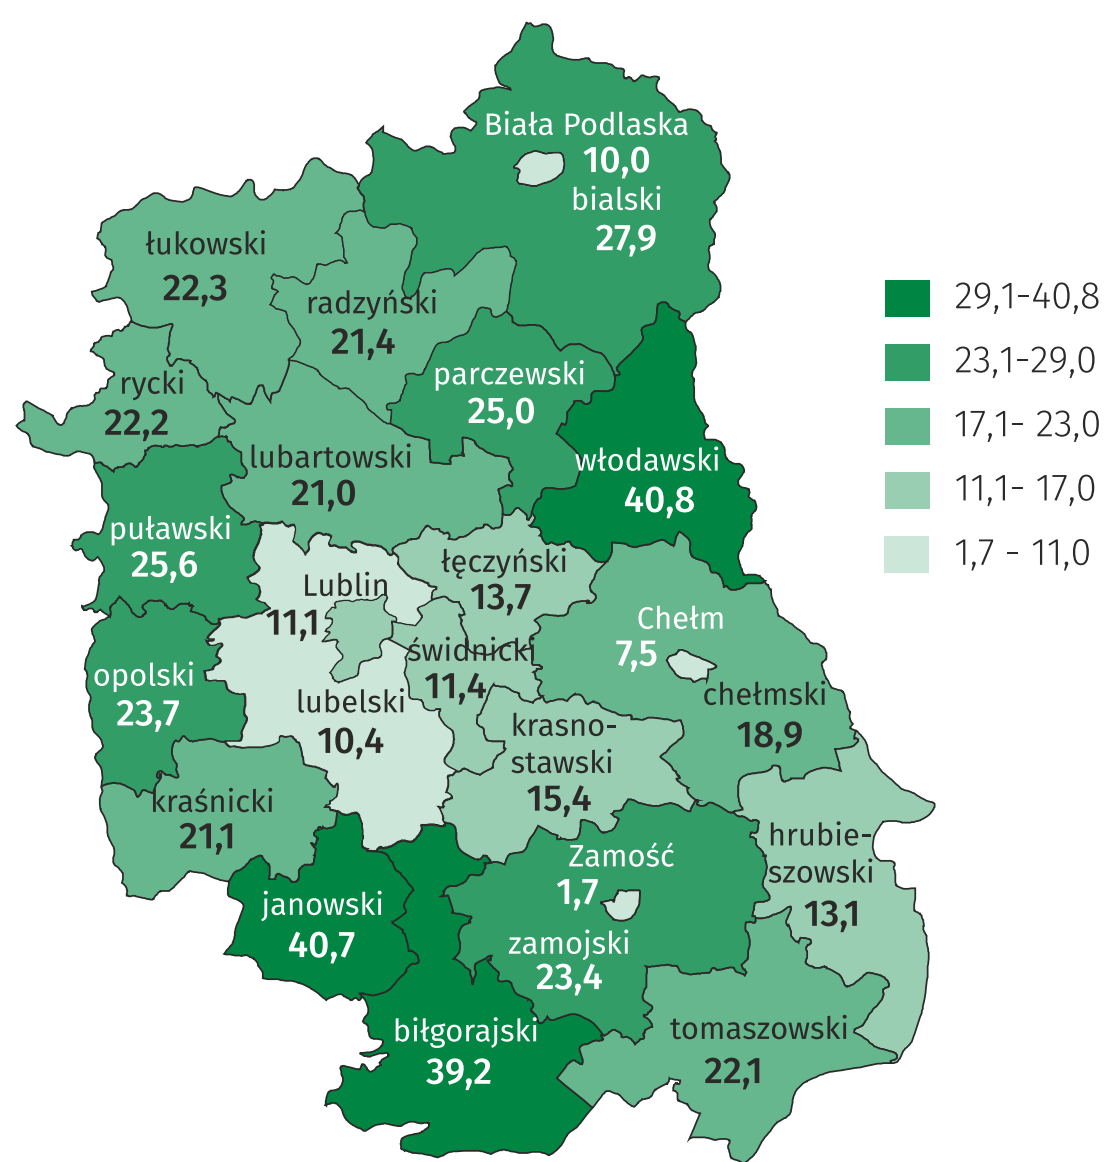 Biała Podlaska
10,0
bialski
27,9
łukowski
22,3
radzyński
21,4
rycki
22,2
parczewski
25,0
lubartowski
21,0
włodawski
40,8
puławski
25,6
łęczyński
13,7
Lublin
11,1
Chełm
7,5
świdnicki
11,4
opolski
23,7
lubelski
10,4
chełmski
18,9
krasno-
stawski
15,4
kraśnicki
21,1
hrubie-
szowski
13,1
Zamość
1,7
janowski
40,7
zamojski
23,4
biłgorajski
39,2
tomaszowski
22,1
29,1-40,8
23,1-29,0
17,1- 23,0
11,1- 17,0
1,7 - 11,0